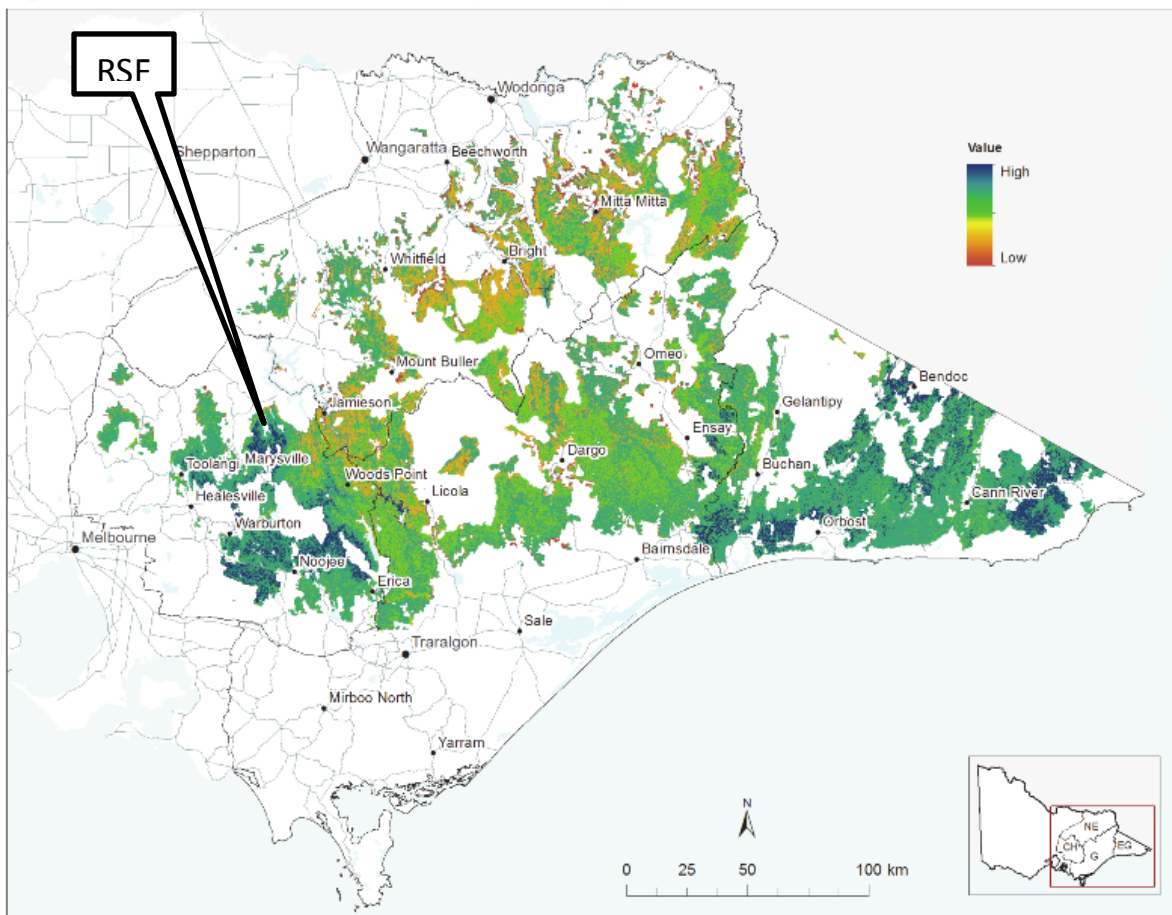 RSF
Wodonga
Shepparton
Wangaratta
Beechworth
Value
High
Low
Mitta Mitta
Bright
Whitfield
Mount Buller
Omeo
Bendoc
Jamieson
Gelantipy
Ensay
Marysville
Toolangi
Dargo
Buchan
Woods Point
Licola
Healesville
Cann River
Warburton
Orbost
Melbourne
Bairnsdale
Noojee
Erica
Sale
Traralgon
Mirboo North
Yarram
N
0 25 50 100 km
NE
CH
G
EG